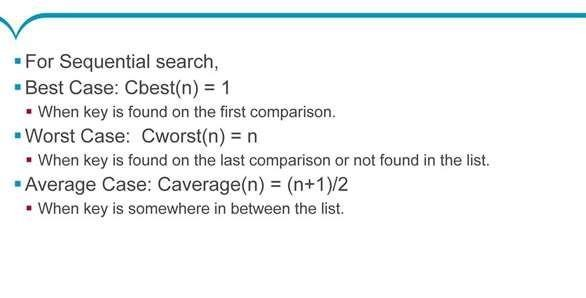 For Sequential search,
Best Case: Cbest(n) = 1
When key is found on the first comparison.
Worst Case:  Cworst(n) = n
When key is found on the last comparison or not found in the list.
Average Case: Caverage(n) = (n+1)/2
When key is somewhere in between the list.